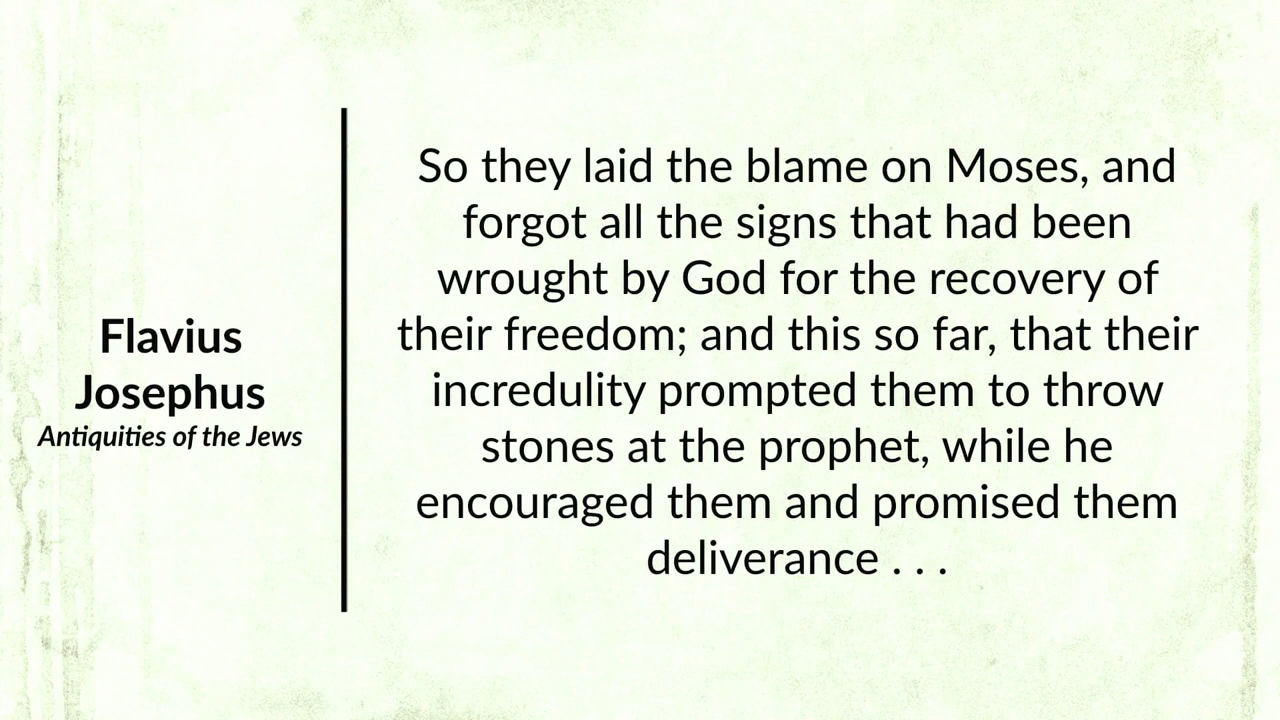 Flavius
Josephus
Antiquities of the Jews
So they laid the blame on Moses, and
forgot all the signs that had been
wrought by God for the recovery of
their freedom; and this so far, that their
incredulity prompted them to throw
stones at the prophet, while he
encouraged them and promised them
deliverance . . .